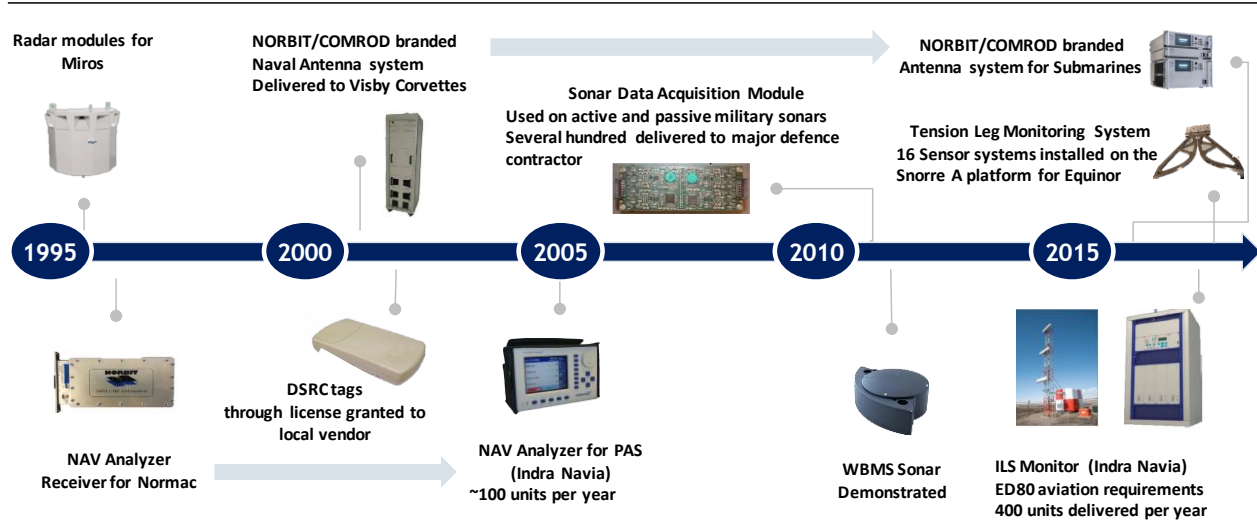 Radar modules for
Miros
NORBIT/COMROD branded
Naval Antenna system
Delivered to Visby Corvettes
NORBIT/COMROD branded
Antenna system for Submarines
Sonar Data Acquisition Module
Used on active and passive military sonars
Several hundred delivered to major defence
contractor
Tension Leg Monitoring System
16 Sensor systems installed on the
Snorre A platform for Equinor
1995
2000
2005
2010
2015
NORBIT
DSRC tags
through license granted to
local vendor
NAV Analyzer
Receiver for Normac
NAV Analyzer for PAS
(Indra Navia)
~100 units per year
WBMS Sonar
Demonstrated
ILS Monitor (Indra Navia)
ED80 aviation requirements
400 units delivered per year